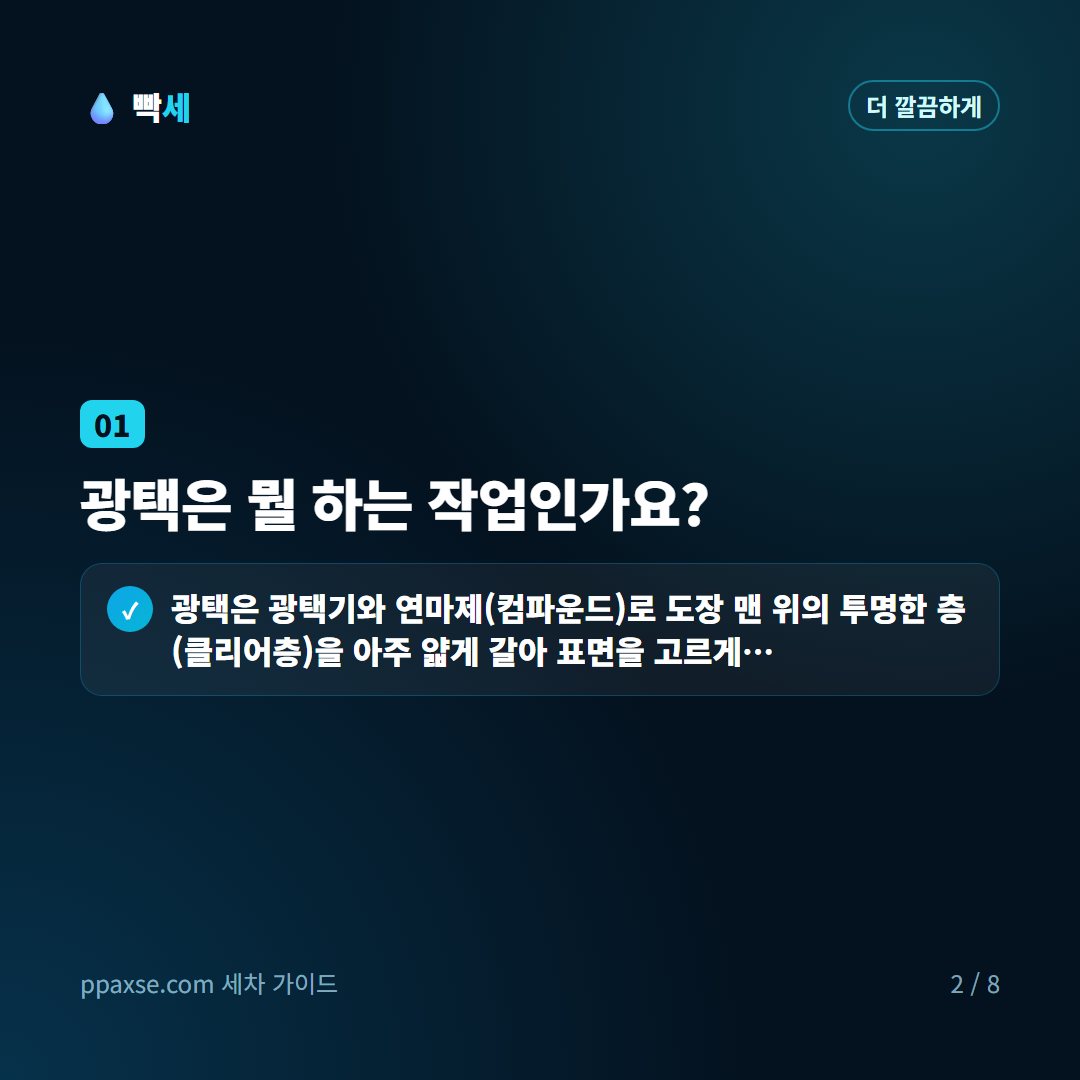 빡세
더 깔끔하게
01
광택은 뭘 하는 작업인가요?
✓ 광택은 광택기와 연마제(컴파운드)로 도장 맨 위의 투명한 층
(클리어층)을 아주 얇게 갈아 표면을 고르게…
ppaxse.com 세차 가이드
2 / 8